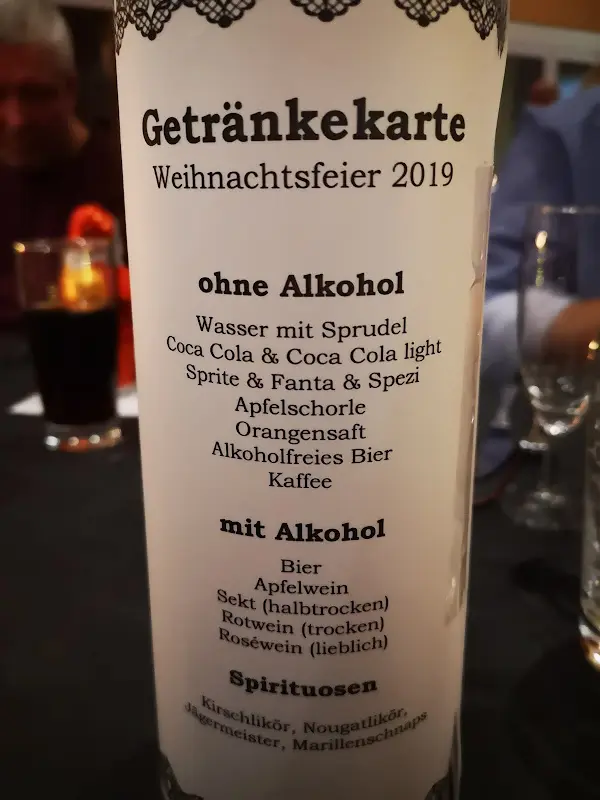 Getränkekarte
Weihnachtsfeier 2019
ohne Alkohol
Wasser mit Sprudel
Coca Cola & Coca Cola light
Sprite & Fanta & Spezi
Apfelschorle
Orangensaft
Alkoholfreies Bier
Kaffee
mit Alkohol
Bier
Apfelwein
Sekt (halbtrocken)
Rotwein (trocken)
Roséwein (lieblich)
Spirituosen
Kirschlikör, Nougatlikör,
Jägermeister, Marillenschnaps